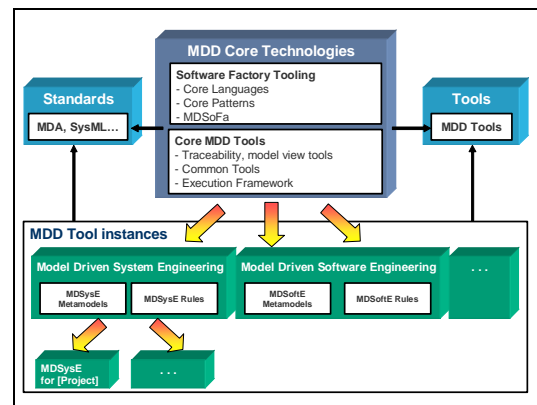 MDD Core Technologies
Software Factory Tooling
- Core Languages
- Core Patterns
- MDSoFa
Standards
MDA, SysML...
Tools
MDD Tools
Core MDD Tools
- Traceability, model view tools
- Common Tools
- Execution Framework
MDD Tool instances
Model Driven System Engineering
MDSysE
Metamodels
MDSysE Rules
Model Driven Software Engineering
MDSoftE
Metamodels
MDSoftE Rules
. . .
MDSysE
for [Project]
. . .